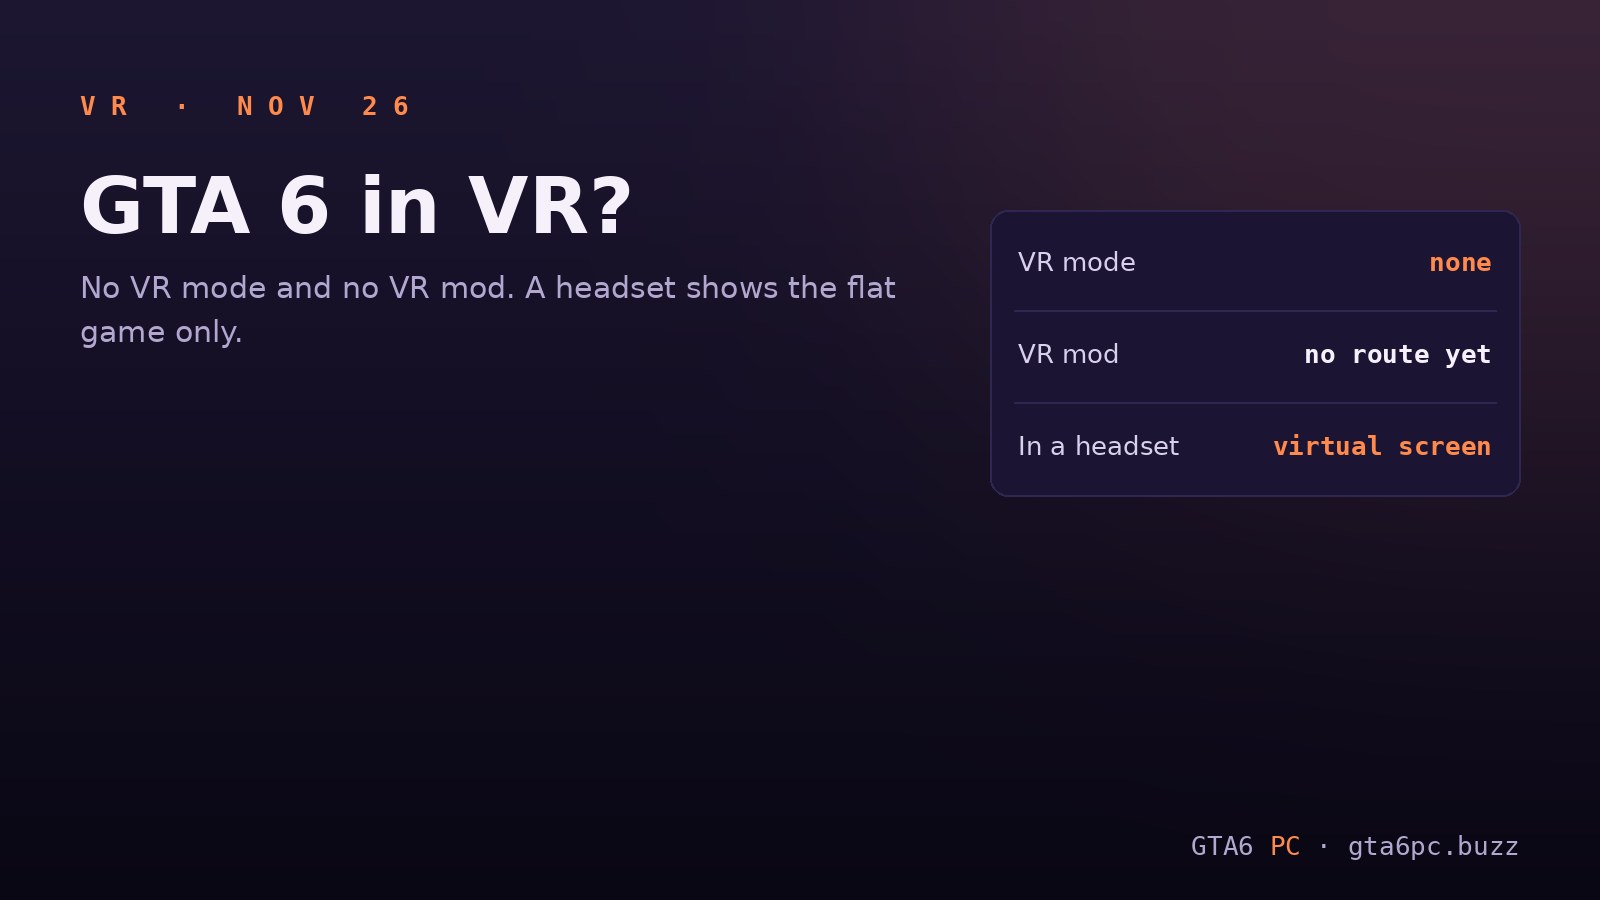 VR · NOV 26
GTA 6 in VR?
No VR mode and no VR mod. A headset shows the flat
game only.
VR mode none
VR mod no route yet
In a headset virtual screen
GTA6 PC · gta6pc.buzz